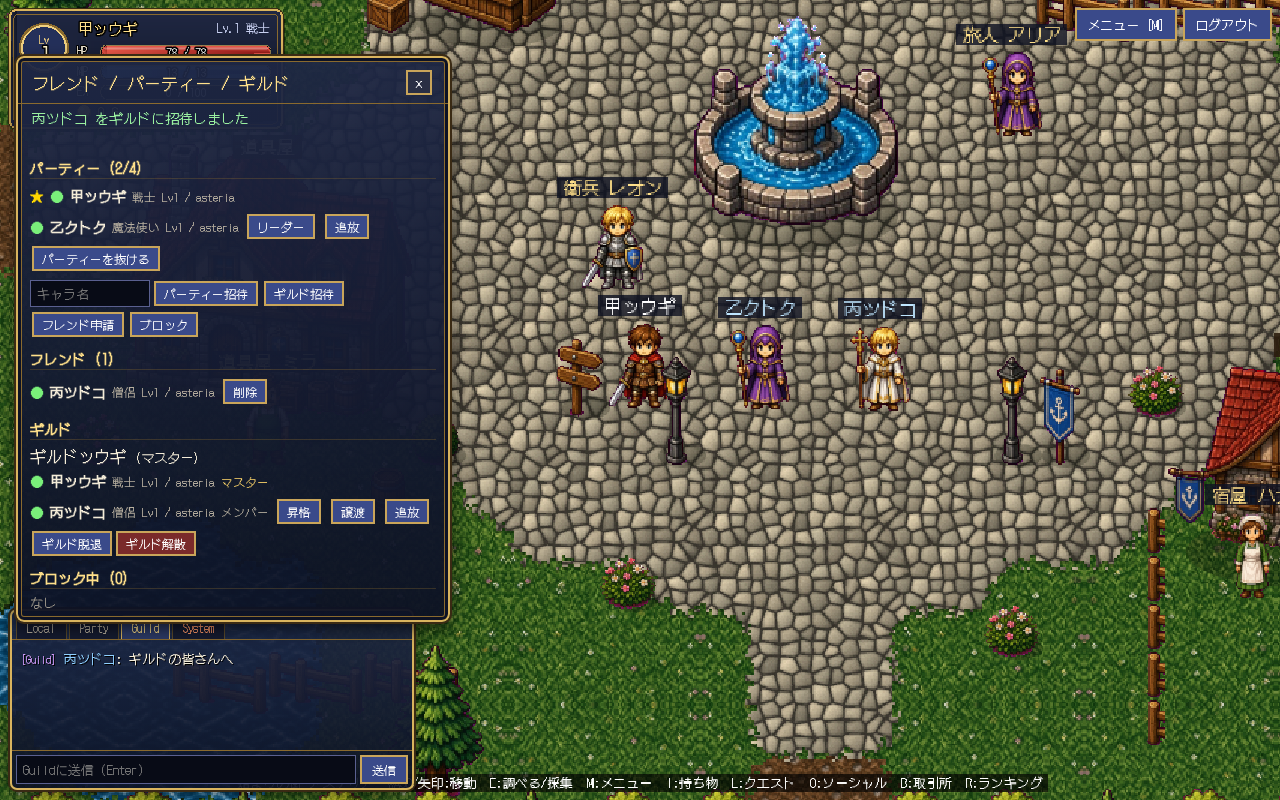 甲ッウギ Lv.1 戦士
Lv 1
HP 78 / 78
メニュー [M] ログアウト
フレンド / パーティー / ギルド x
丙ツドコ をギルドに招待しました
パーティー (2/4)
★ 甲ッウギ 戦士 Lv1 / asteria
乙クトク 魔法使い Lv1 / asteria リーダー 追放
パーティーを抜ける
キャラ名 パーティー招待 ギルド招待
フレンド申請 ブロック
フレンド (1)
丙ツドコ 僧侶 Lv1 / asteria 削除
ギルド
ギルドッウギ (マスター)
甲ッウギ 戦士 Lv1 / asteria マスター
丙ツドコ 僧侶 Lv1 / asteria メンバー 昇格 譲渡 追放
ギルド脱退 ギルド解散
ブロック中 (0)
なし
Local Party Guild System
[Guild] 丙ツドコ: ギルドの皆さんへ
Guildに送信 (Enter) 送信
旅人 アリア
衛兵 レオン
甲ッウギ 乙クトク 丙ツドコ
宿屋
矢印:移動 E:調べる/採集 M:メニュー I:持ち物 L:クエスト O:ソーシャル B:取引所 R:ランキング